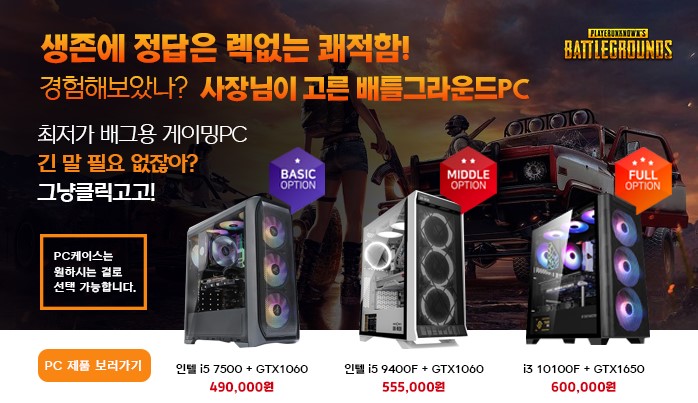 생존에 정답은 렉없는 쾌적함!
PLAYERUNKNOWN'S
BATTLEGROUNDS
경험해보았나? 사장님이 고른 배틀그라운드PC
최저가 배그용 게이밍PC
긴 말 필요 없잖아?
그냥클릭고고!
BASIC
OPTION
MIDDLE
OPTION
FULL
OPTION
PC케이스는
원하시는 걸로
선택 가능합니다.
PC 제품 보러가기
인텔 i5 7500 + GTX1060
490,000원
인텔 i5 9400F + GTX1060
555,000원
i3 10100F + GTX1650
600,000원